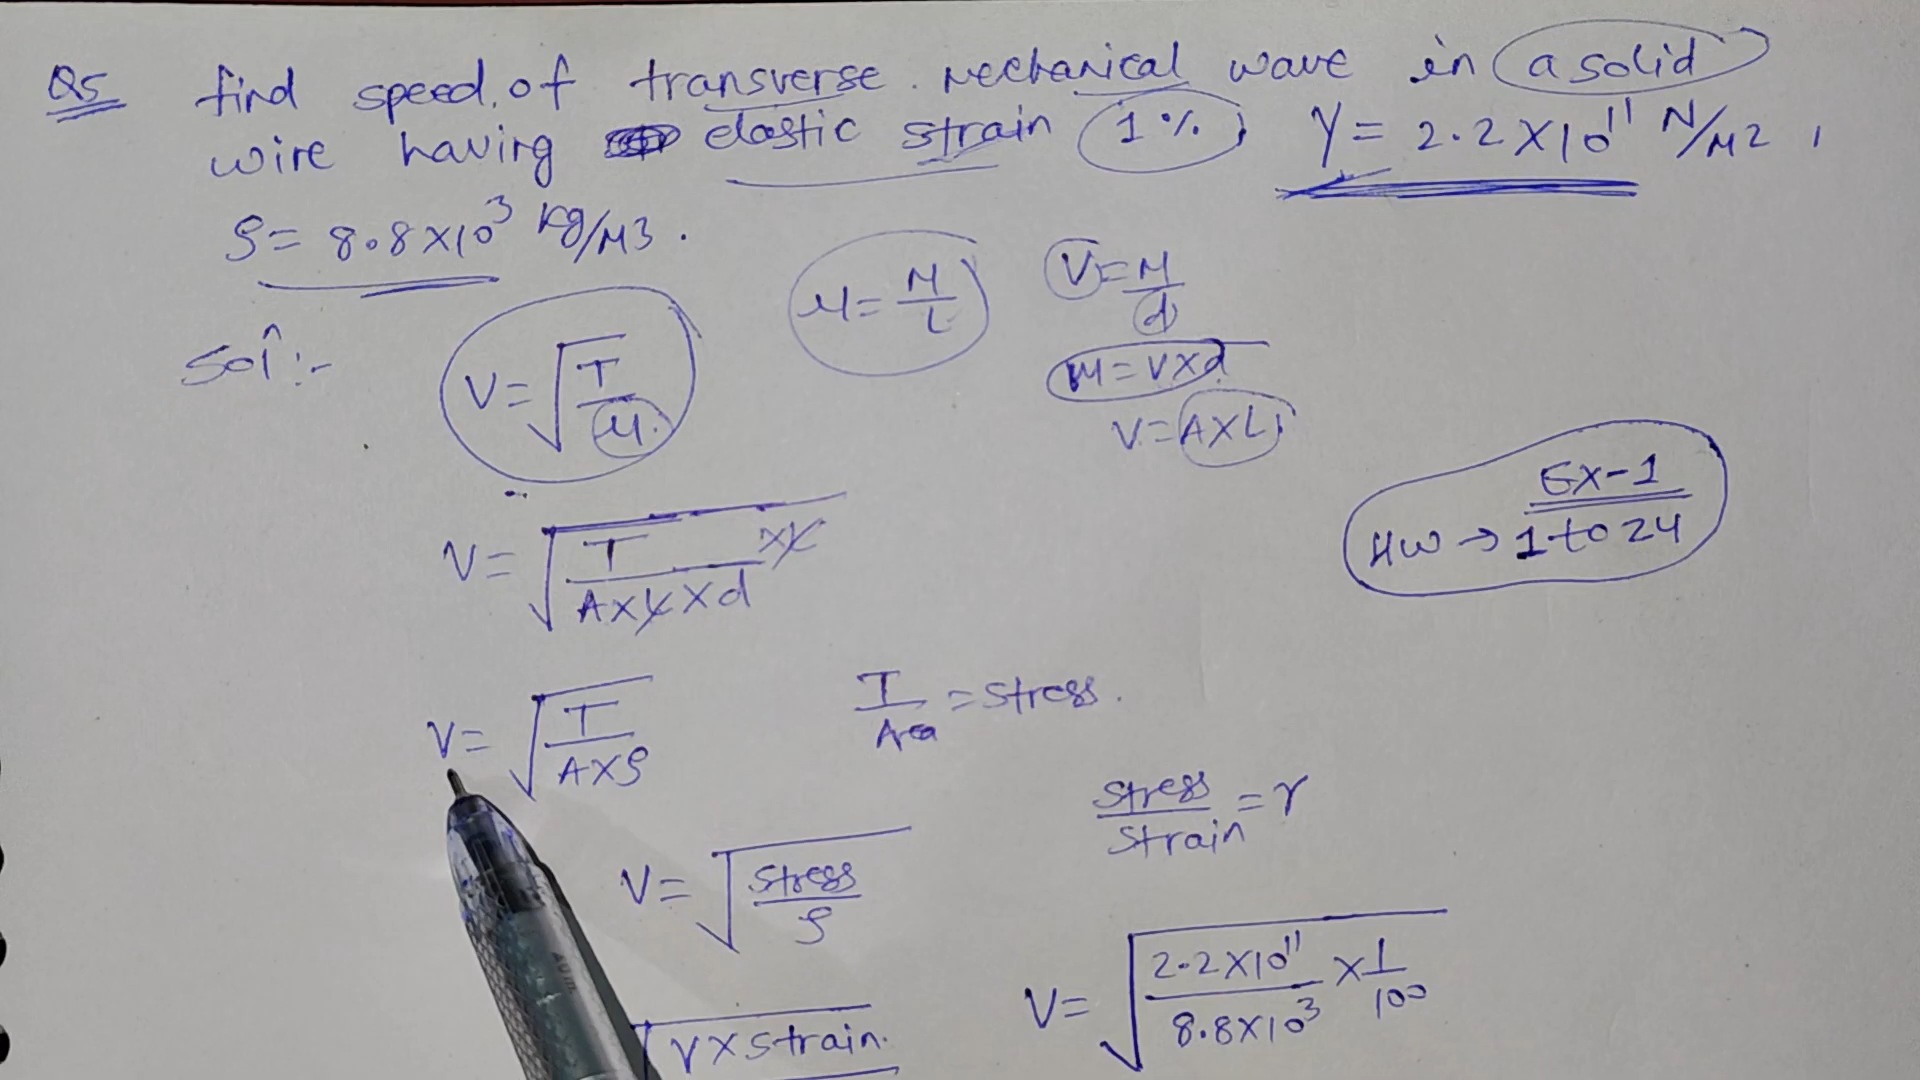 Q5 find speed of transverse mechanical wave in a solid
wire having elastic strain 1%, Y = 2.2×10¹¹ N/M2,
ρ = 8.8×10³ kg/M3.
μ = M/L
V = M/d
Sol:-
V = √(T/μ)
M = V×d
V = A×L
V = √(T/(A×L×d) ×L)
Ex-1
HW → 1 to 24
V = √(T/(A×ρ))
T/Area = Stress.
Stress/Strain = Y
V = √(Stress/ρ)
V = √((2.2×10¹¹)/(8.8×10³) × 1/100)
√(Y×Strain.